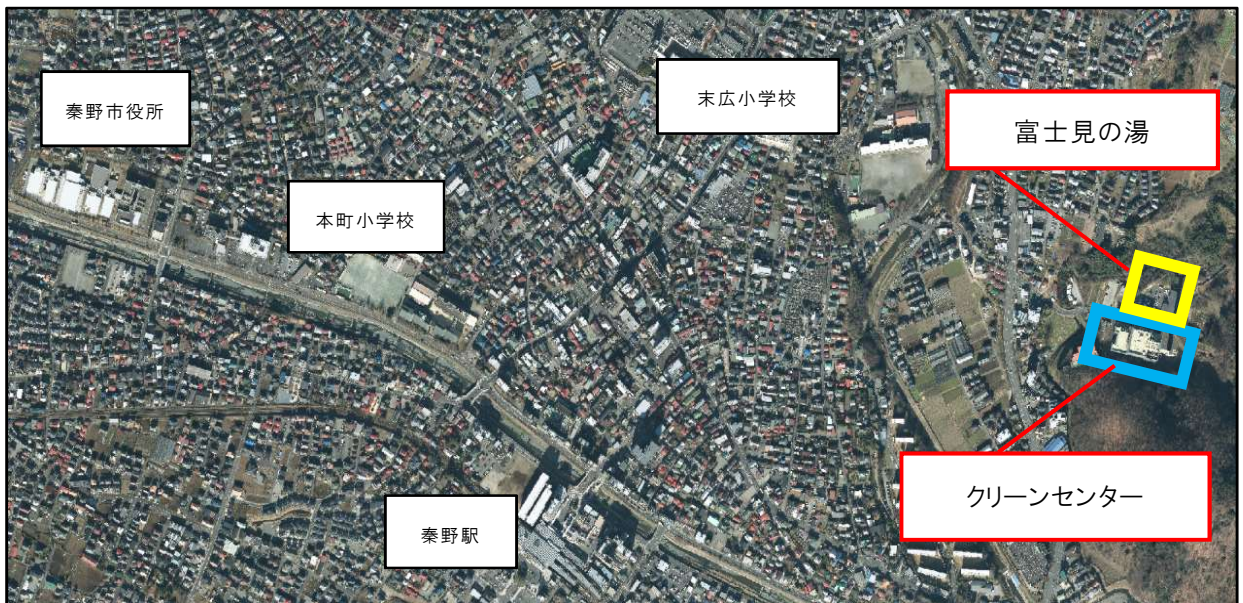 秦野市役所
末広小学校
富士見の湯
本町小学校
クリーンセンター
秦野駅